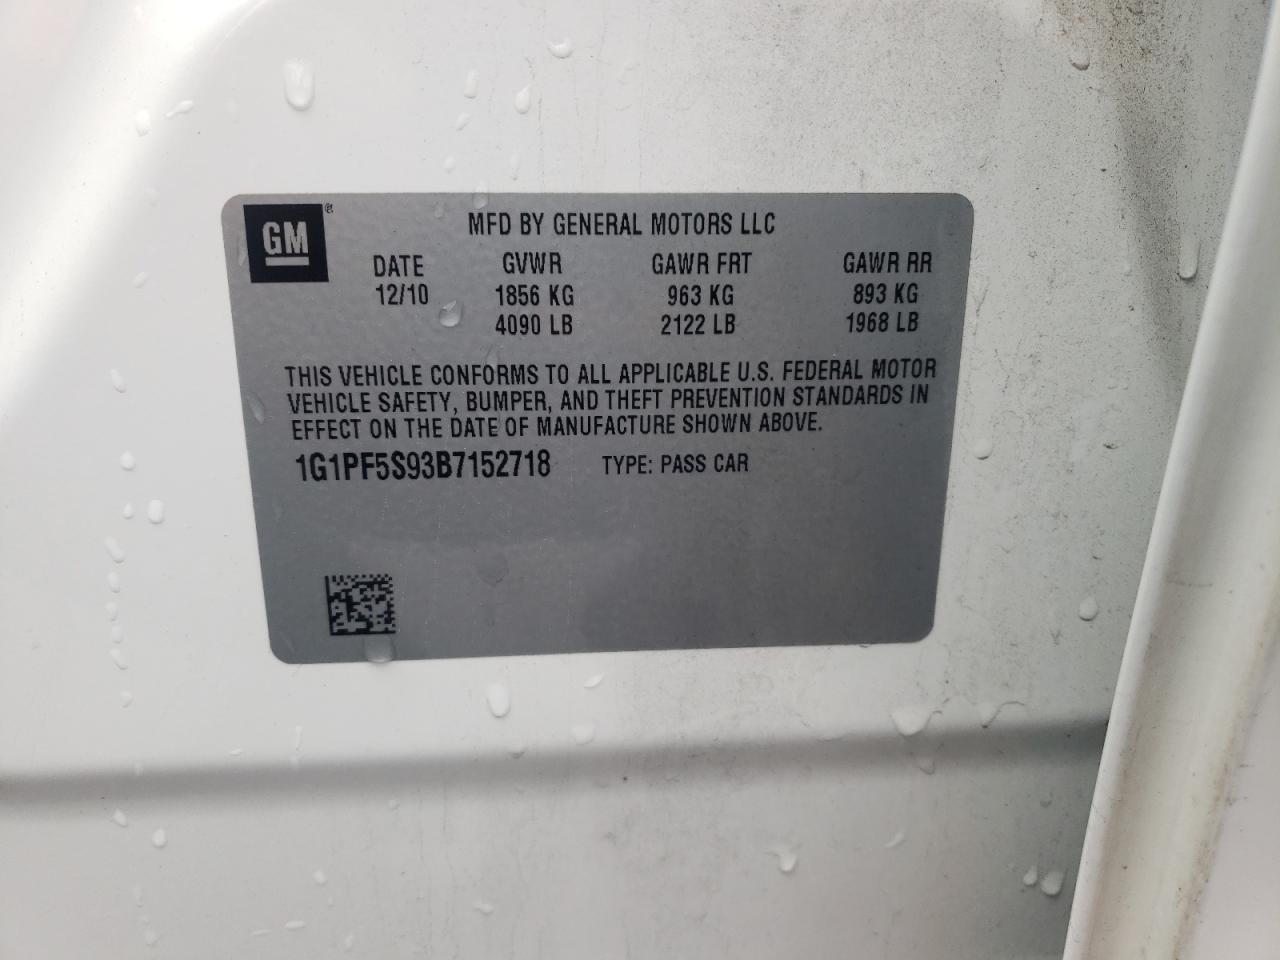 GM®
MFD BY GENERAL MOTORS LLC
DATE GVWR GAWR FRT GAWR RR
12/10 1856 KG 963 KG 893 KG
4090 LB 2122 LB 1968 LB
THIS VEHICLE CONFORMS TO ALL APPLICABLE U.S. FEDERAL MOTOR
VEHICLE SAFETY, BUMPER, AND THEFT PREVENTION STANDARDS IN
EFFECT ON THE DATE OF MANUFACTURE SHOWN ABOVE.
1G1PF5S93B7152718 TYPE: PASS CAR